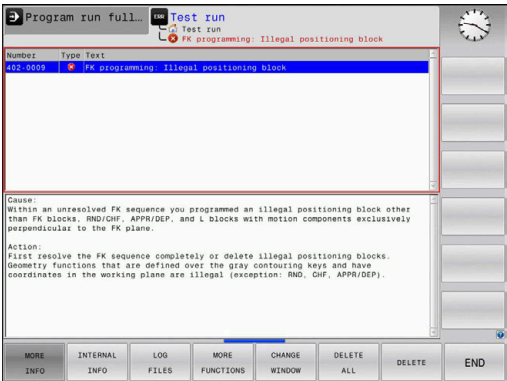 Program run full…
ERR
Test run
Test run
FK programming: Illegal positioning block
Number Type Text
402-0009 FK programming: Illegal positioning block
Cause:
Within an unresolved FK sequence you programmed an illegal positioning block other
than FK blocks, RND/CHF, APPR/DEP, and L blocks with motion components exclusively
perpendicular to the FK plane.
Action:
First resolve the FK sequence completely or delete illegal positioning blocks.
Geometry functions that are defined over the gray contouring keys and have
coordinates in the working plane are illegal (exception: RND, CHF, APPR/DEP).
MORE
INFO
INTERNAL
INFO
LOG
FILES
MORE
FUNCTIONS
CHANGE
WINDOW
DELETE
ALL
DELETE
END